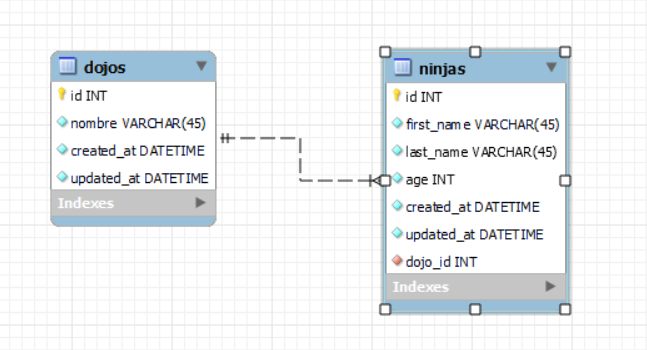 dojos
id INT
nombre VARCHAR(45)
created_at DATETIME
updated_at DATETIME
Indexes
ninjas
id INT
first_name VARCHAR(45)
last_name VARCHAR(45)
age INT
created_at DATETIME
updated_at DATETIME
dojo_id INT
Indexes